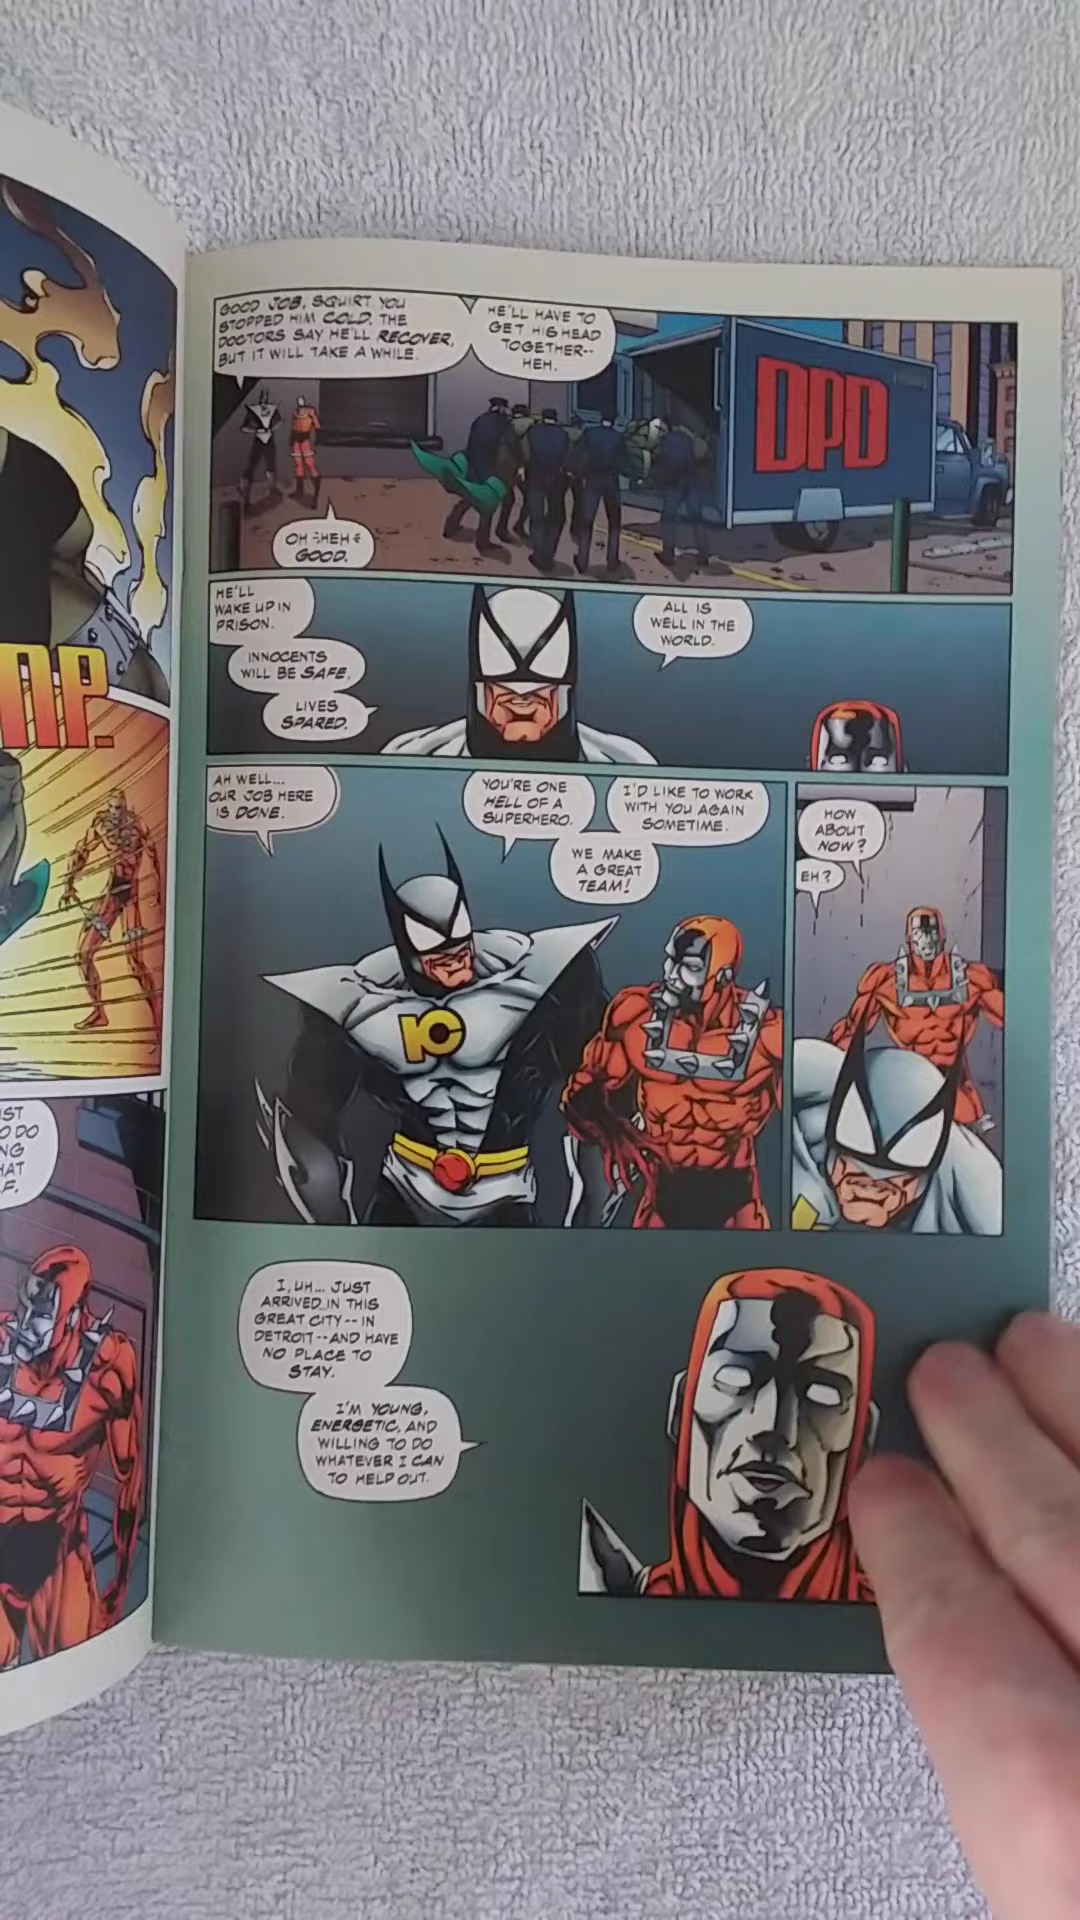 NP.
IST
O DO
NG
HAT
F.
GOOD JOB, SQUIRT. YOU
STOPPED HIM COLD. THE
DOCTORS SAY HE'LL RECOVER,
BUT IT WILL TAKE A WHILE.
HE'LL HAVE TO
GET HIS HEAD
TOGETHER--
HEH.
DPD
OH -HEH-
GOOD.
HE'LL
WAKE UP IN
PRISON.
INNOCENTS
WILL BE SAFE.
LIVES
SPARED.
ALL IS
WELL IN THE
WORLD.
AH WELL...
OUR JOB HERE
IS DONE.
YOU'RE ONE
HELL OF A
SUPERHERO.
I'D LIKE TO WORK
WITH YOU AGAIN
SOMETIME.
WE MAKE
A GREAT
TEAM!
IC
HOW
ABOUT
NOW?
EH?
I, UH... JUST
ARRIVED IN THIS
GREAT CITY--IN
DETROIT--AND HAVE
NO PLACE TO
STAY.
I'M YOUNG,
ENERGETIC, AND
WILLING TO DO
WHATEVER I CAN
TO HELP OUT.